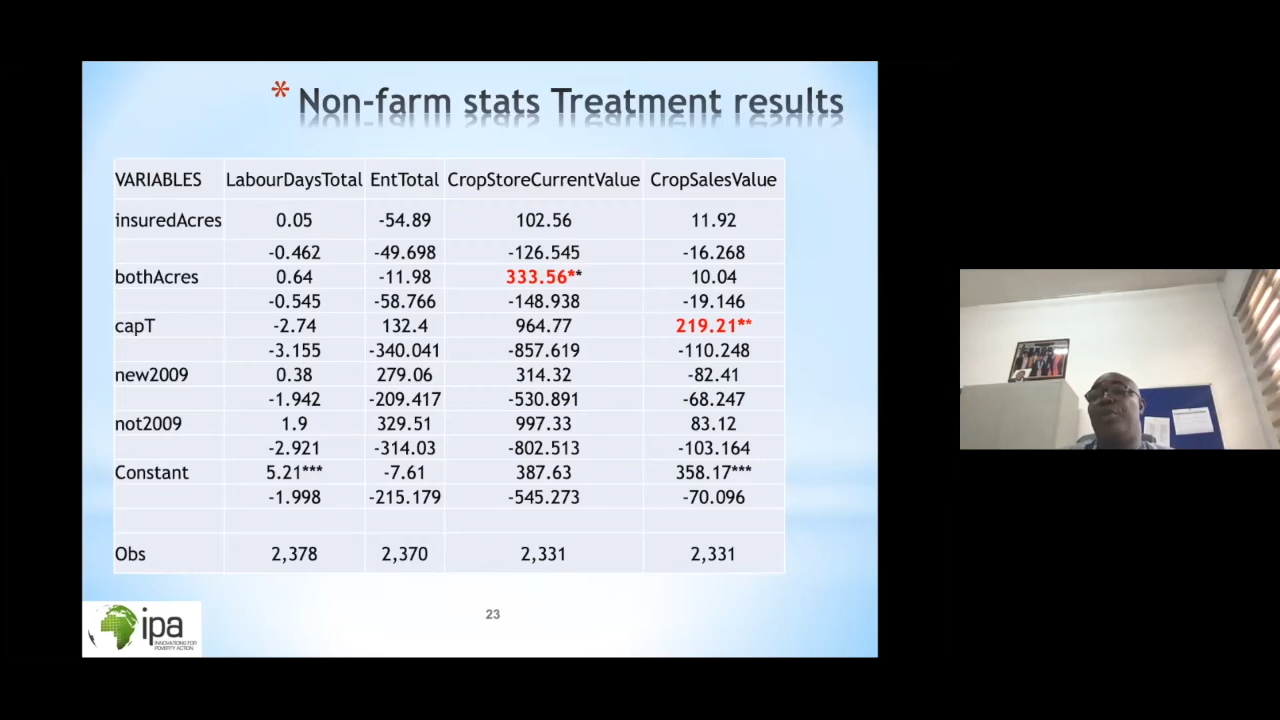 * Non-farm stats Treatment results
VARIABLES LabourDaysTotal EntTotal CropStoreCurrentValue CropSalesValue
insuredAcres 0.05 -54.89 102.56 11.92
-0.462 -49.698 -126.545 -16.268
bothAcres 0.64 -11.98 333.56** 10.04
-0.545 -58.766 -148.938 -19.146
capT -2.74 132.4 964.77 219.21**
-3.155 -340.041 -857.619 -110.248
new2009 0.38 279.06 314.32 -82.41
-1.942 -209.417 -530.891 -68.247
not2009 1.9 329.51 997.33 83.12
-2.921 -314.03 -802.513 -103.164
Constant 5.21*** -7.61 387.63 358.17***
-1.998 -215.179 -545.273 -70.096
Obs 2,378 2,370 2,331 2,331
23
ipa
INNOVATIONS FOR
POVERTY ACTION